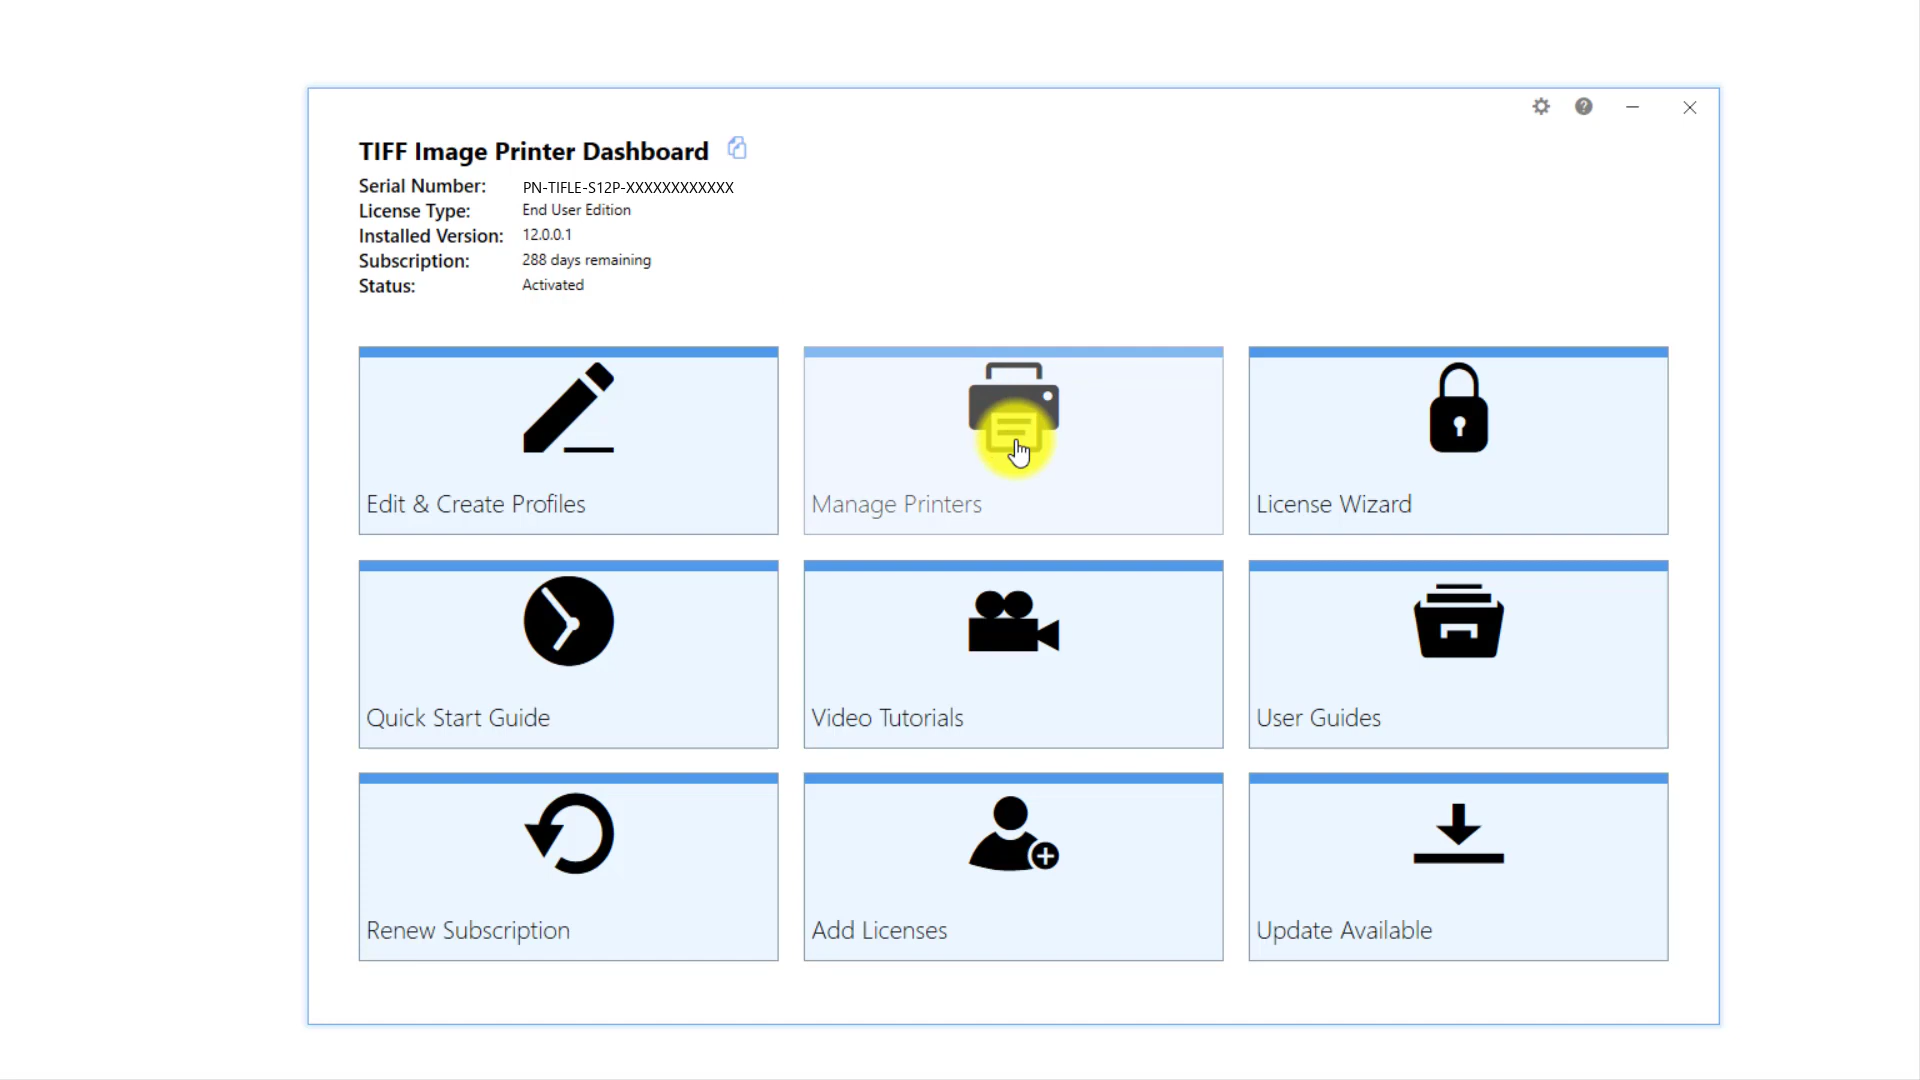 TIFF Image Printer Dashboard
Serial Number: PN-TIFLE-S12P-XXXXXXXXXXXX
License Type: End User Edition
Installed Version: 12.0.0.1
Subscription: 288 days remaining
Status: Activated
Edit & Create Profiles
Manage Printers
License Wizard
Quick Start Guide
Video Tutorials
User Guides
Renew Subscription
Add Licenses
Update Available